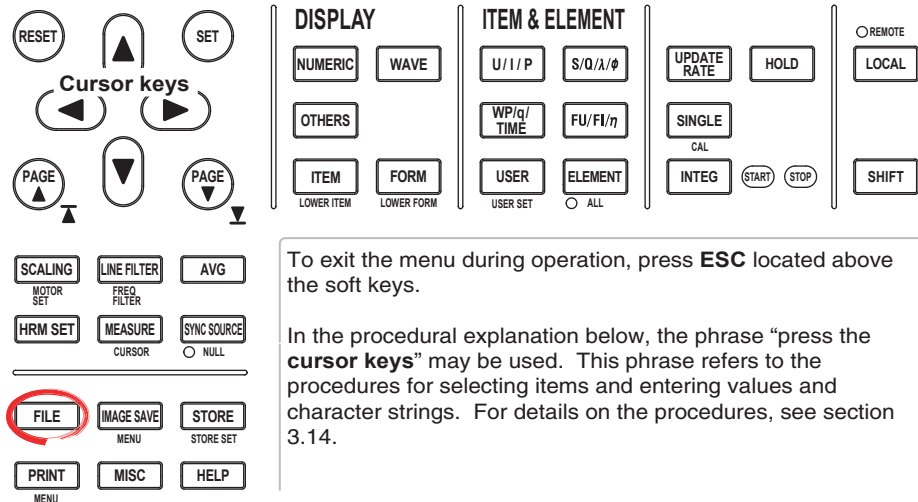 RESET
SET
Cursor keys
PAGE
PAGE
DISPLAY
NUMERIC
WAVE
OTHERS
ITEM
FORM
LOWER ITEM
LOWER FORM
ITEM & ELEMENT
U / I / P
S/Q/λ/ϕ
WP/q/
TIME
FU/FI/η
USER
ELEMENT
USER SET
ALL
UPDATE
RATE
HOLD
SINGLE
CAL
INTEG
START
STOP
REMOTE
LOCAL
SHIFT
SCALING
LINE FILTER
AVG
MOTOR
SET
FREQ
FILTER
HRM SET
MEASURE
SYNC SOURCE
CURSOR
NULL
FILE
IMAGE SAVE
STORE
MENU
STORE SET
PRINT
MISC
HELP
MENU
To exit the menu during operation, press ESC located above
the soft keys.
In the procedural explanation below, the phrase “press the
cursor keys” may be used. This phrase refers to the
procedures for selecting items and entering values and
character strings. For details on the procedures, see section
3.14.